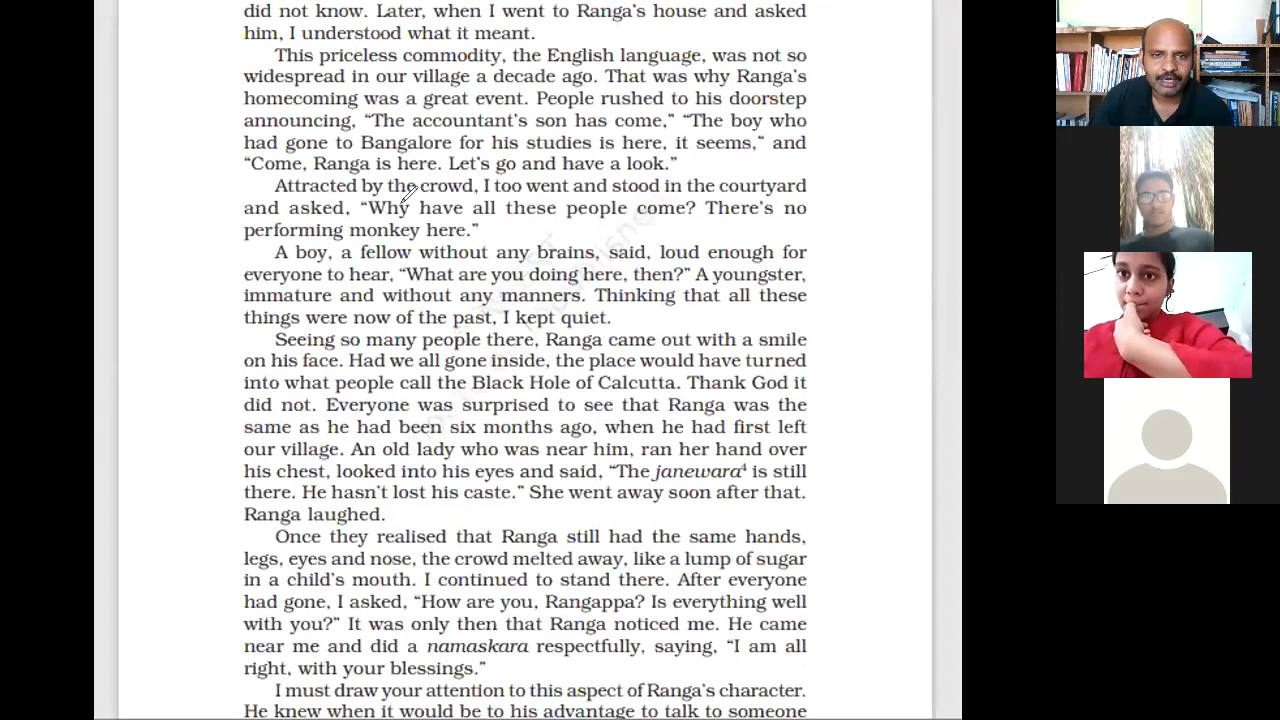 did not know. Later, when I went to Ranga's house and asked
him, I understood what it meant.
This priceless commodity, the English language, was not so
widespread in our village a decade ago. That was why Ranga's
homecoming was a great event. People rushed to his doorstep
announcing, “The accountant's son has come,” “The boy who
had gone to Bangalore for his studies is here, it seems,” and
“Come, Ranga is here. Let's go and have a look.”
Attracted by the crowd, I too went and stood in the courtyard
and asked, “Why have all these people come? There's no
performing monkey here.”
A boy, a fellow without any brains, said, loud enough for
everyone to hear, “What are you doing here, then?” A youngster,
immature and without any manners. Thinking that all these
things were now of the past, I kept quiet.
Seeing so many people there, Ranga came out with a smile
on his face. Had we all gone inside, the place would have turned
into what people call the Black Hole of Calcutta. Thank God it
did not. Everyone was surprised to see that Ranga was the
same as he had been six months ago, when he had first left
our village. An old lady who was near him, ran her hand over
his chest, looked into his eyes and said, “The janewara⁴ is still
there. He hasn't lost his caste.” She went away soon after that.
Ranga laughed.
Once they realised that Ranga still had the same hands,
legs, eyes and nose, the crowd melted away, like a lump of sugar
in a child's mouth. I continued to stand there. After everyone
had gone, I asked, “How are you, Rangappa? Is everything well
with you?” It was only then that Ranga noticed me. He came
near me and did a namaskara respectfully, saying, “I am all
right, with your blessings.”
I must draw your attention to this aspect of Ranga's character.
He knew when it would be to his advantage to talk to someone